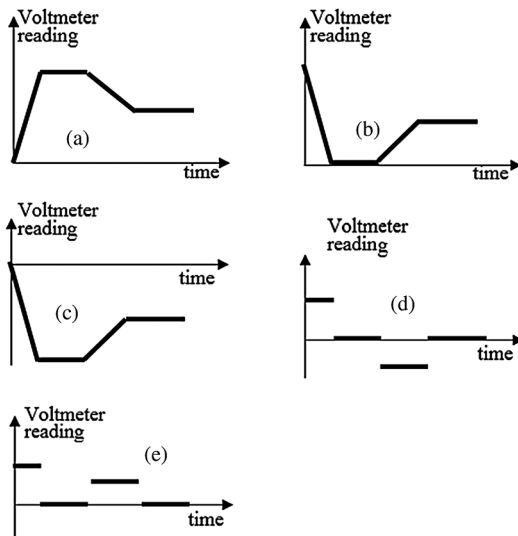 Voltmeter
reading
(a)
time
Voltmeter
reading
(b)
time
Voltmeter
reading
time
(c)
Voltmeter
reading
(d)
time
Voltmeter
reading
(e)
time